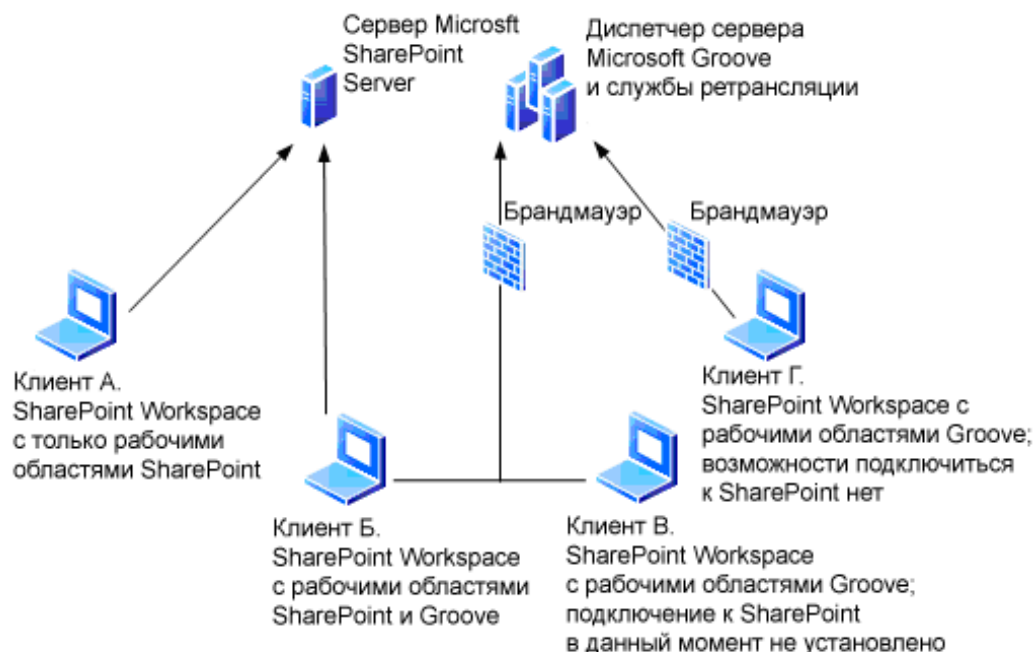 Сервер Microsft
SharePoint
Server
Диспетчер сервера
Microsoft Groove
и службы ретрансляции
Брандмауэр
Брандмауэр
Клиент А.
SharePoint Workspace
с только рабочими
областями SharePoint
Клиент Г.
SharePoint Workspace с
рабочими областями Groove;
возможности подключиться
к SharePoint нет
Клиент Б.
SharePoint Workspace
с рабочими областями
SharePoint и Groove
Клиент В.
SharePoint Workspace
с рабочими областями Groove;
подключение к SharePoint
в данный момент не установлено